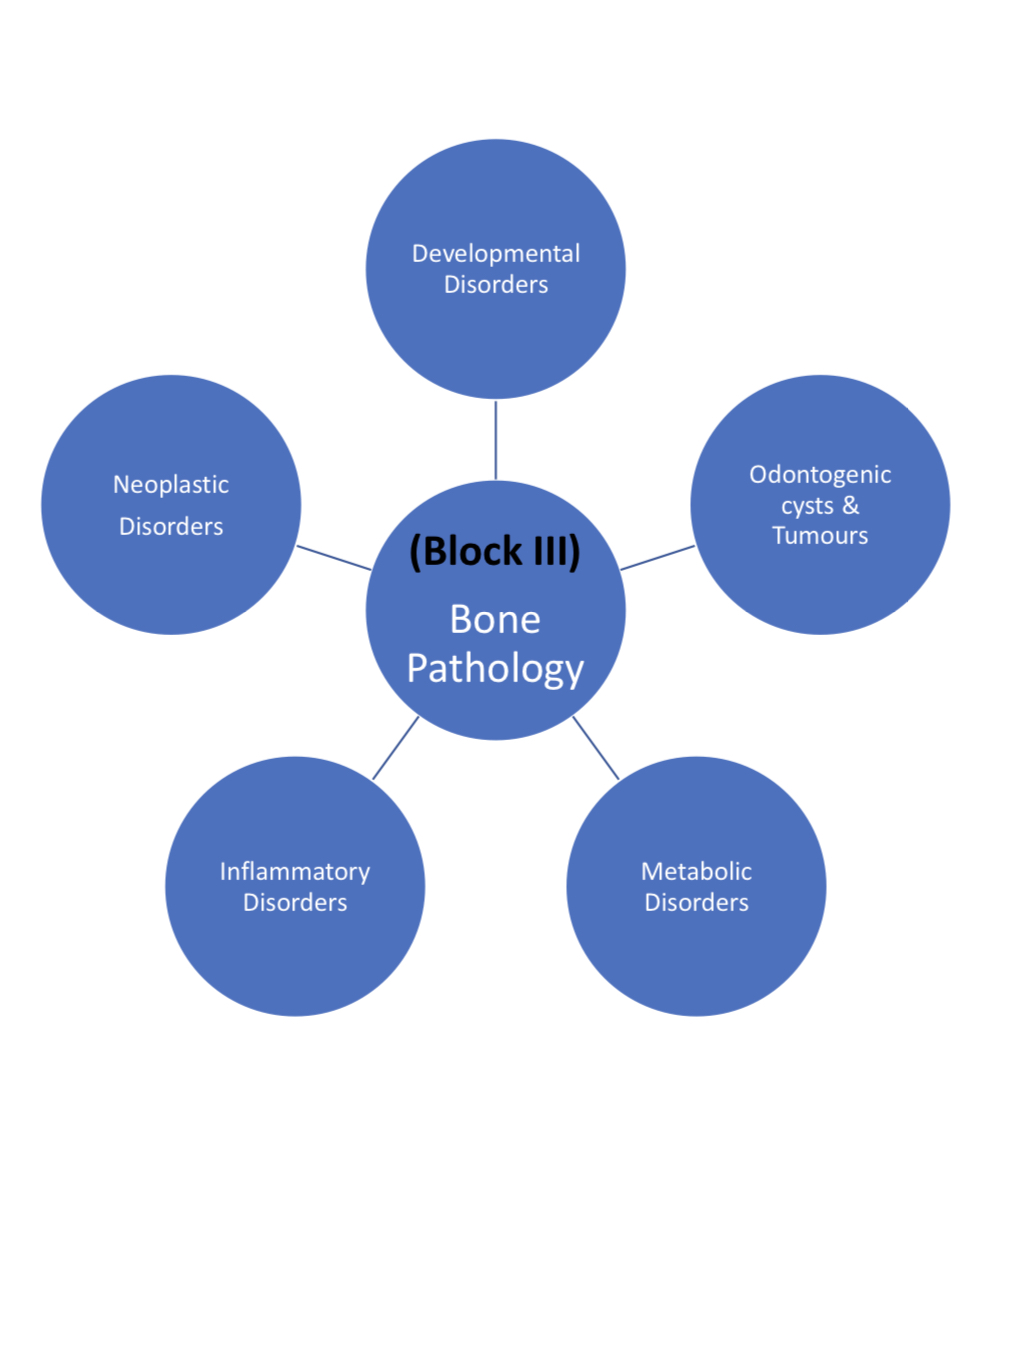 Developmental
Disorders
Neoplastic
Disorders
Odontogenic
cysts &
Tumours
(Block III)
Bone
Pathology
Inflammatory
Disorders
Metabolic
Disorders